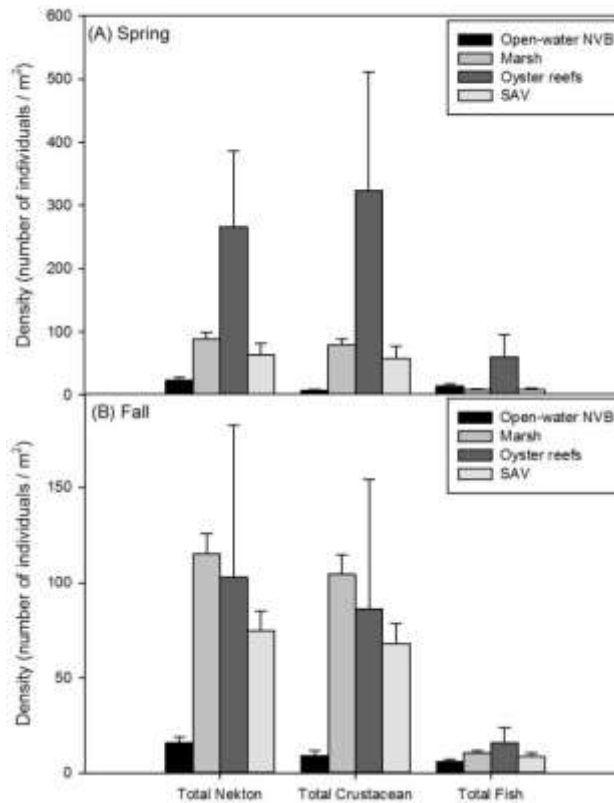 (A) Spring
Open-water NVB
Marsh
Oyster reefs
SAV
Density (number of individuals / m²)
600
500
400
300
200
100
0
(B) Fall
Open-water NVB
Marsh
Oyster reefs
SAV
Density (number of individuals / m²)
150
100
50
0
Total Nekton Total Crustacean Total Fish